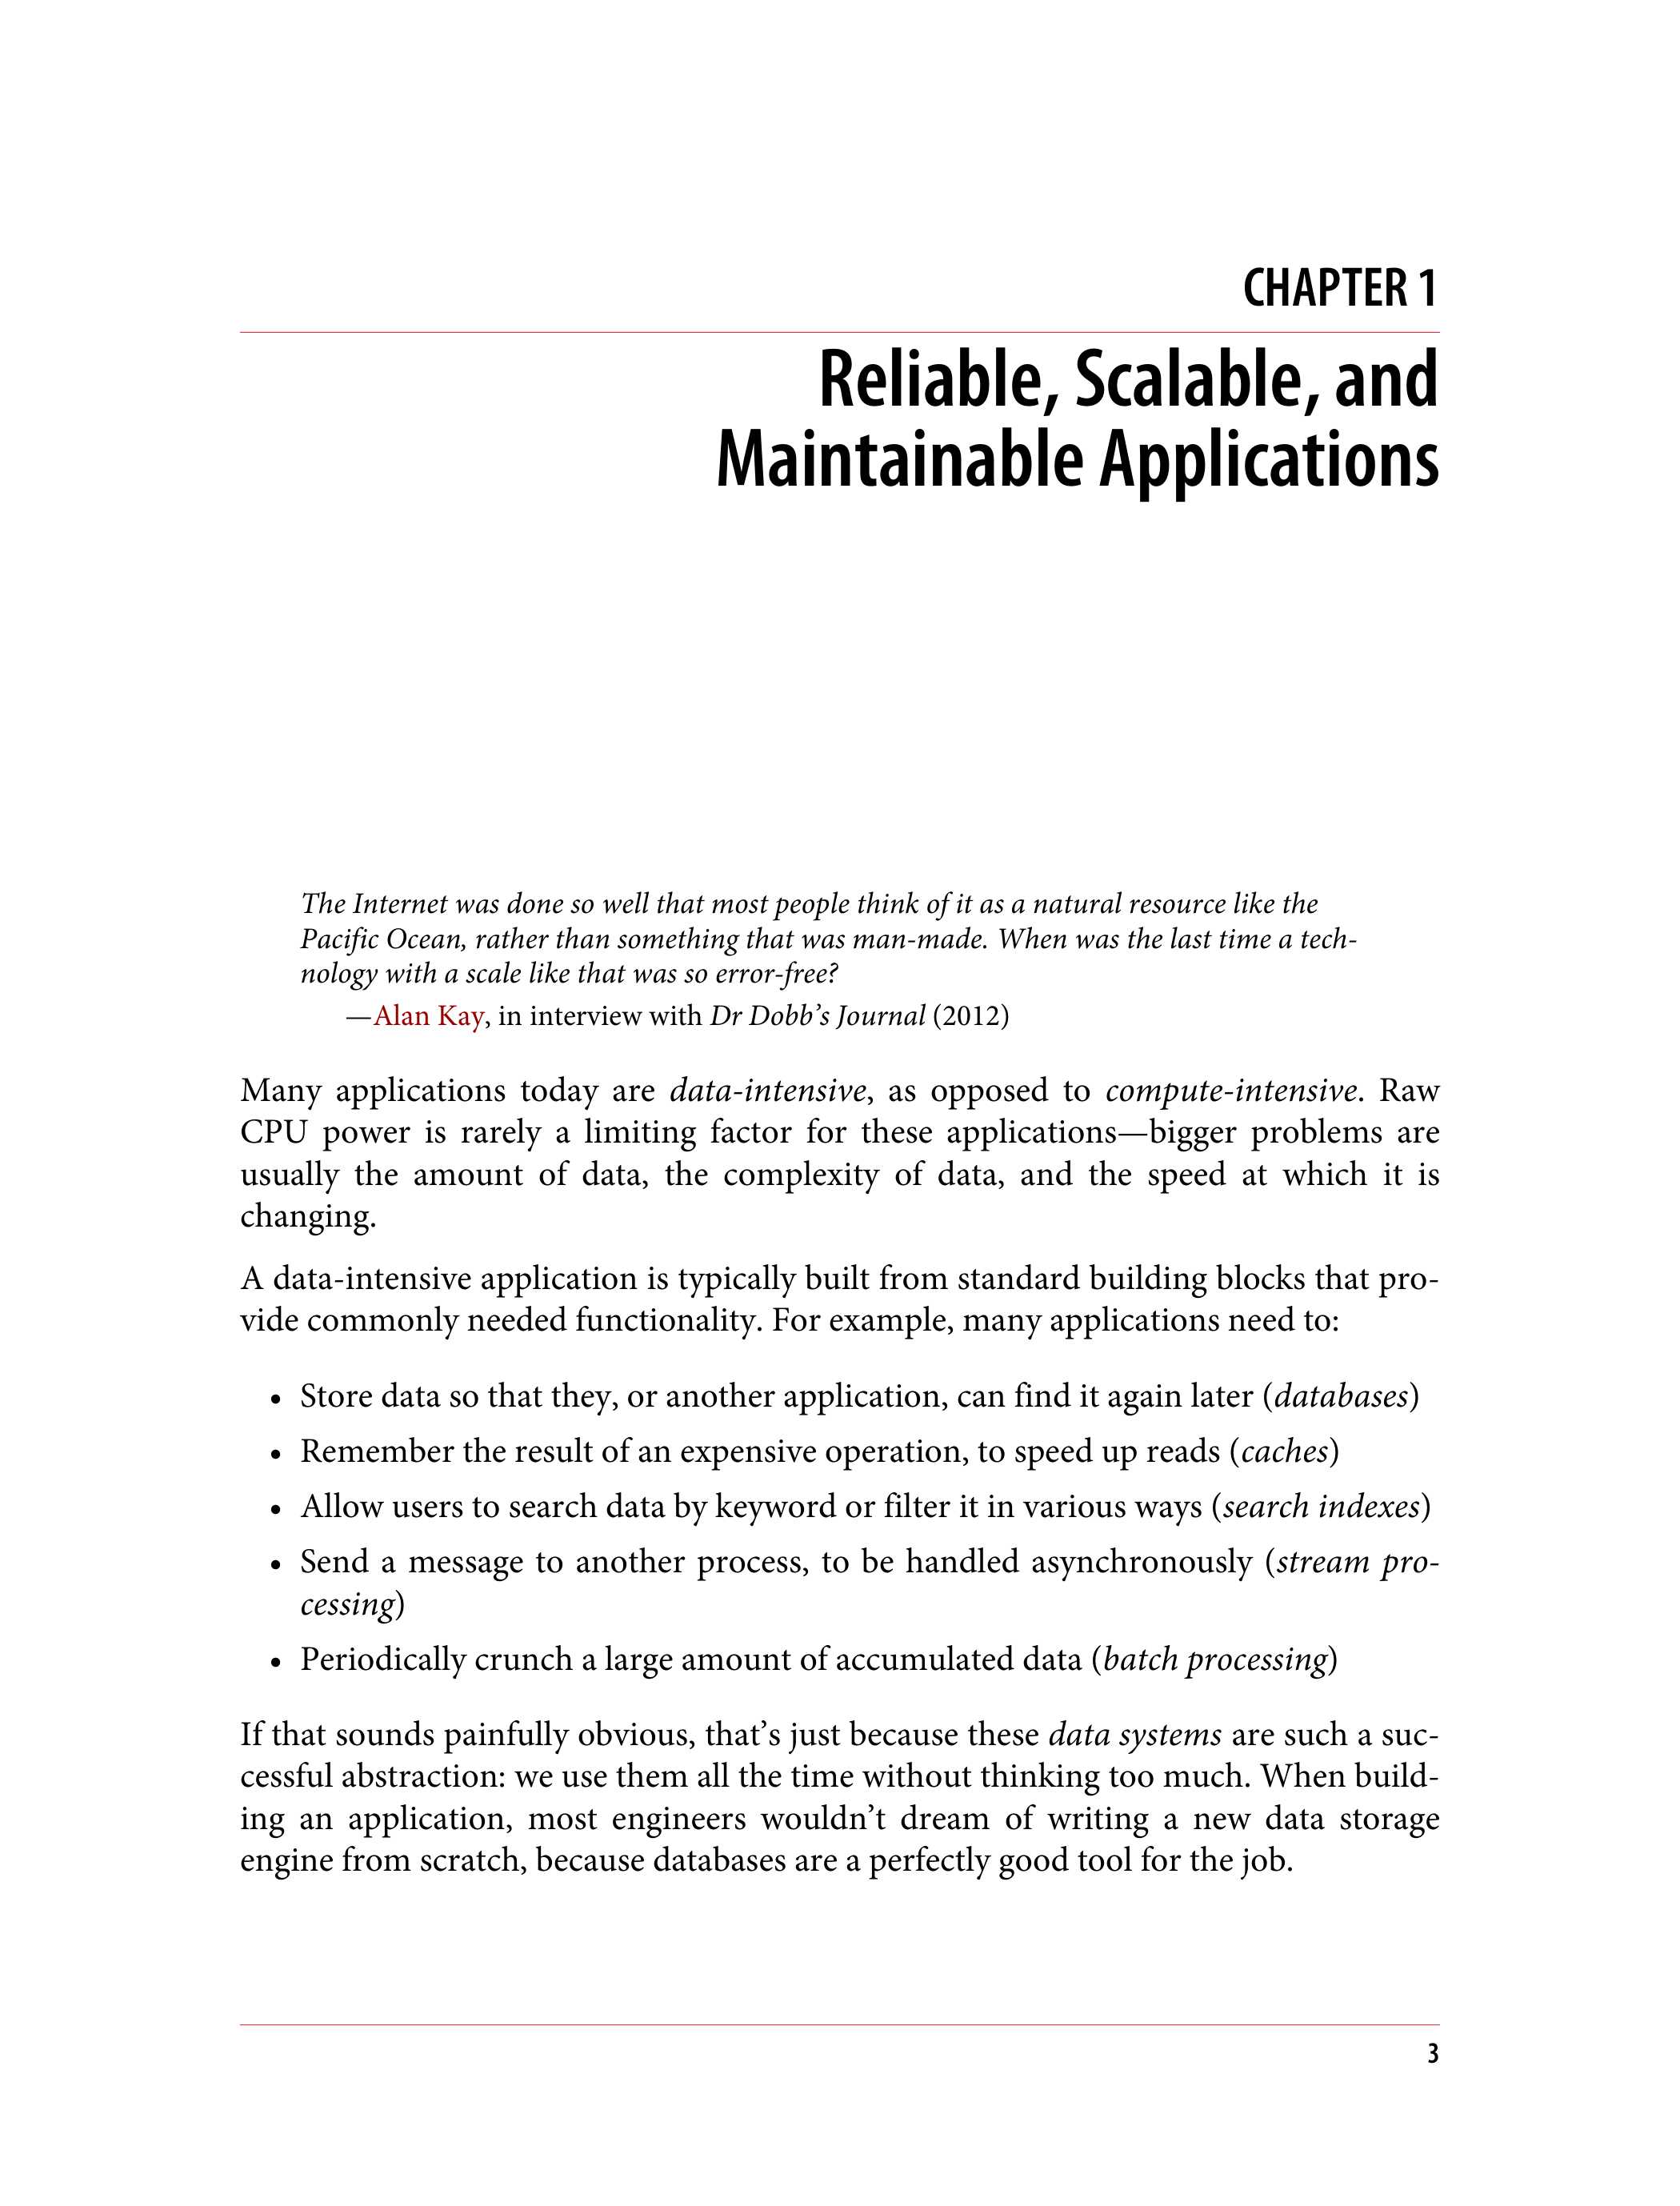 CHAPTER 1
Reliable, Scalable, and
Maintainable Applications
The Internet was done so well that most people think of it as a natural resource like the
Pacific Ocean, rather than something that was man-made. When was the last time a tech-
nology with a scale like that was so error-free?
—Alan Kay, in interview with Dr Dobb’s Journal (2012)
Many applications today are data-intensive, as opposed to compute-intensive. Raw
CPU power is rarely a limiting factor for these applications—bigger problems are
usually the amount of data, the complexity of data, and the speed at which it is
changing.
A data-intensive application is typically built from standard building blocks that pro-
vide commonly needed functionality. For example, many applications need to:
• Store data so that they, or another application, can find it again later (databases)
• Remember the result of an expensive operation, to speed up reads (caches)
• Allow users to search data by keyword or filter it in various ways (search indexes)
• Send a message to another process, to be handled asynchronously (stream pro-
cessing)
• Periodically crunch a large amount of accumulated data (batch processing)
If that sounds painfully obvious, that’s just because these data systems are such a suc-
cessful abstraction: we use them all the time without thinking too much. When build-
ing an application, most engineers wouldn’t dream of writing a new data storage
engine from scratch, because databases are a perfectly good tool for the job.
3